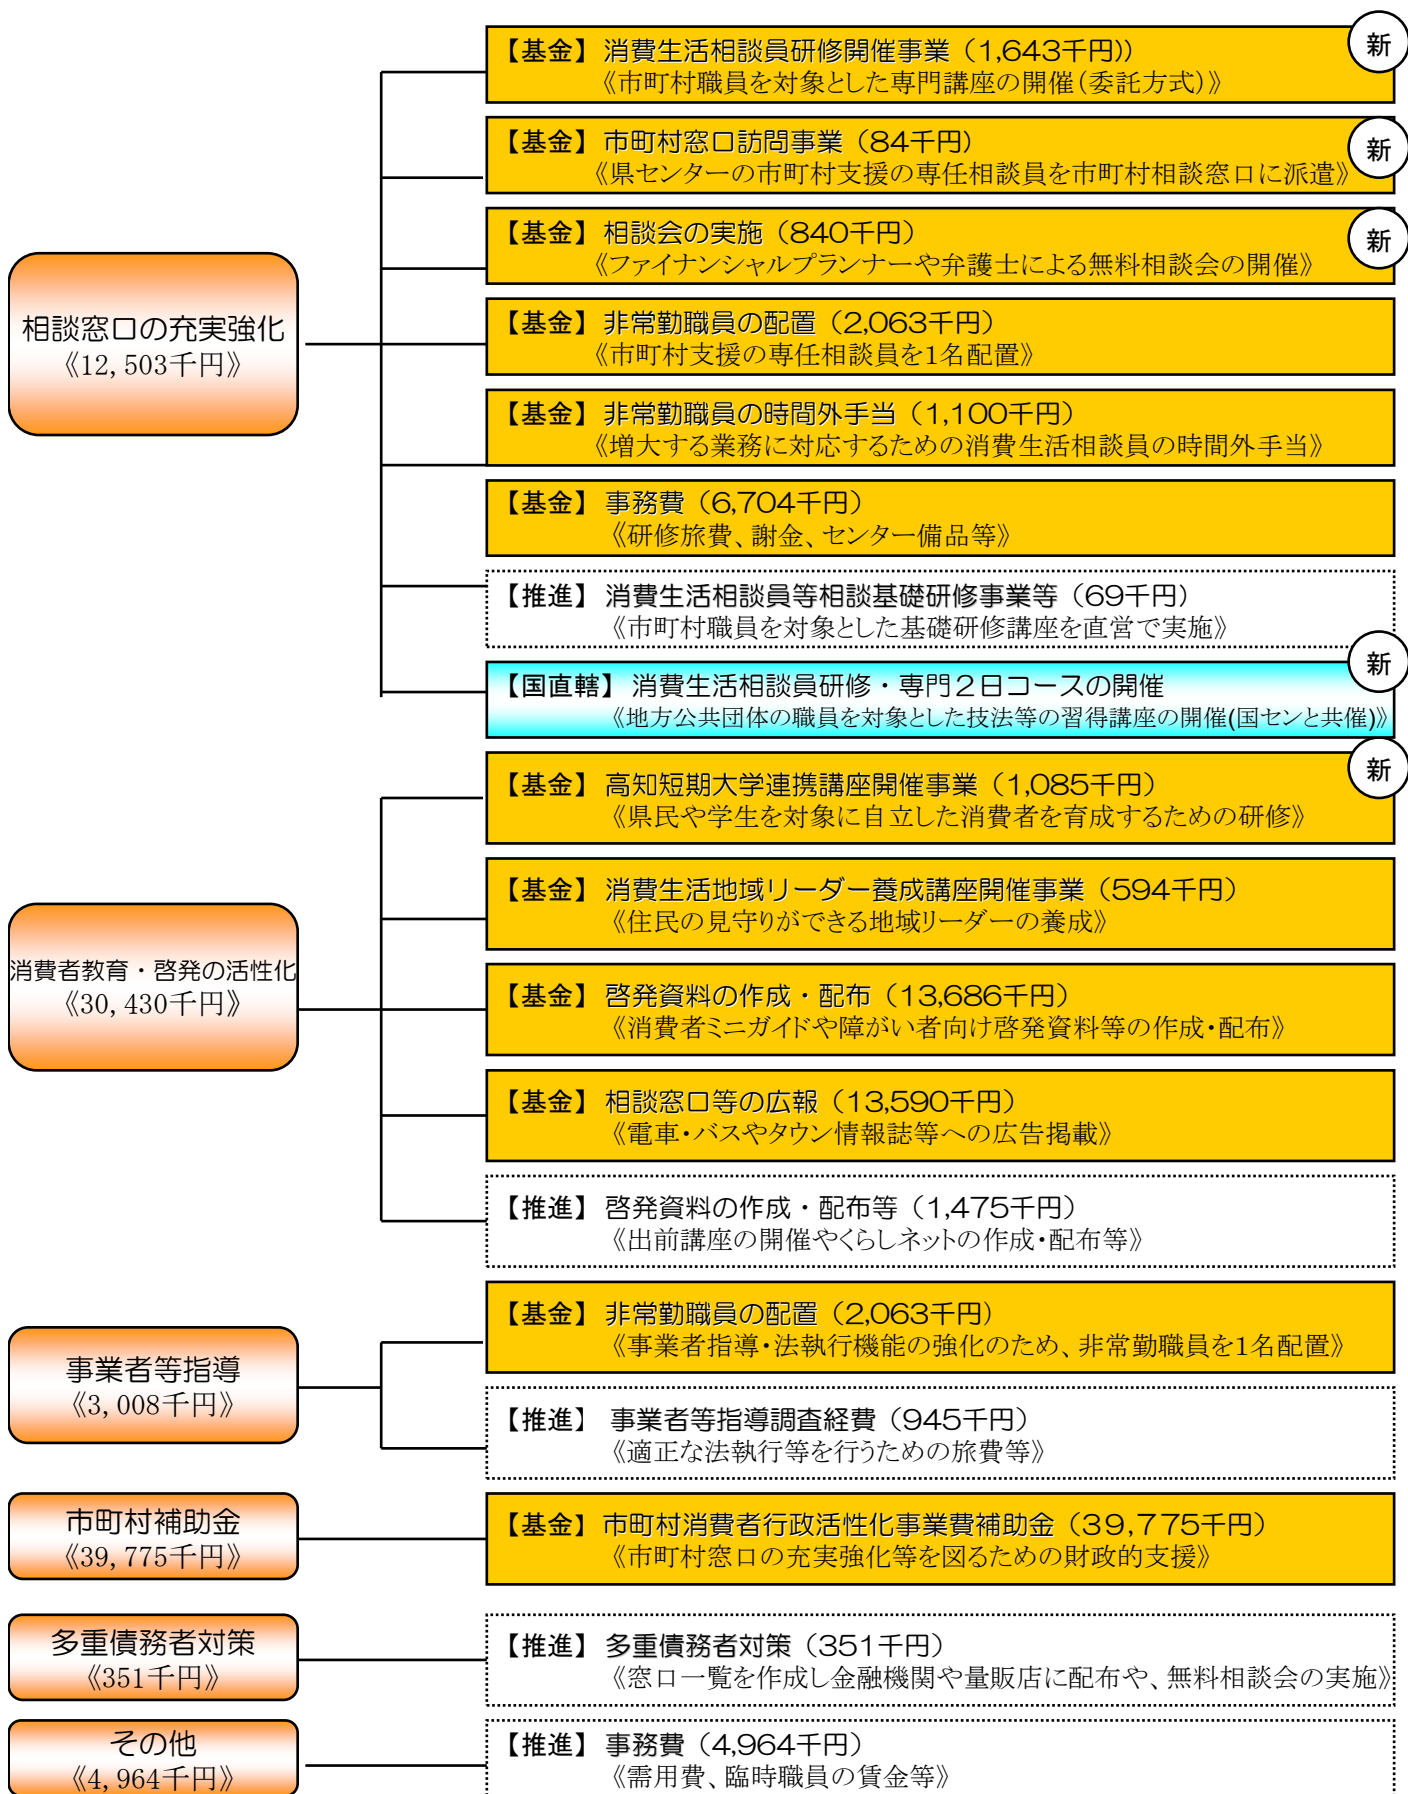 相談窓口の充実強化
《12,503千円》
【基金】 消費生活相談員研修開催事業（1,643千円））
《市町村職員を対象とした専門講座の開催（委託方式）》
新
【基金】 市町村窓口訪問事業（84千円）
《県センターの市町村支援の専任相談員を市町村相談窓口に派遣》
新
【基金】 相談会の実施（840千円）
《ファイナンシャルプランナーや弁護士による無料相談会の開催》
新
【基金】 非常勤職員の配置（2,063千円）
《市町村支援の専任相談員を1名配置》
【基金】 非常勤職員の時間外手当（1,100千円）
《増大する業務に対応するための消費生活相談員の時間外手当》
【基金】 事務費（6,704千円）
《研修旅費、謝金、センター備品等》
【推進】 消費生活相談員等相談基礎研修事業等（69千円）
《市町村職員を対象とした基礎研修講座を直営で実施》
【国直轄】 消費生活相談員研修・専門２日コースの開催
《地方公共団体の職員を対象とした技法等の習得講座の開催(国センと共催)》
新
消費者教育・啓発の活性化
《30,430千円》
【基金】 高知短期大学連携講座開催事業（1,085千円）
《県民や学生を対象に自立した消費者を育成するための研修》
新
【基金】 消費生活地域リーダー養成講座開催事業（594千円）
《住民の見守りができる地域リーダーの養成》
【基金】 啓発資料の作成・配布（13,686千円）
《消費者ミニガイドや障がい者向け啓発資料等の作成・配布》
【基金】 相談窓口等の広報（13,590千円）
《電車・バスやタウン情報誌等への広告掲載》
【推進】 啓発資料の作成・配布等（1,475千円）
《出前講座の開催やくらしネットの作成・配布等》
事業者等指導
《3,008千円》
【基金】 非常勤職員の配置（2,063千円）
《事業者指導・法執行機能の強化のため、非常勤職員を1名配置》
【推進】 事業者等指導調査経費（945千円）
《適正な法執行等を行うための旅費等》
市町村補助金
《39,775千円》
【基金】 市町村消費者行政活性化事業費補助金（３９,７７５千円）
《市町村窓口の充実強化等を図るための財政的支援》
多重債務者対策
《351千円》
【推進】 多重債務者対策（351千円）
《窓口一覧を作成し金融機関や量販店に配布や、無料相談会の実施》
その他
《4,964千円》
【推進】 事務費（4,964千円）
《需用費、臨時職員の賃金等》